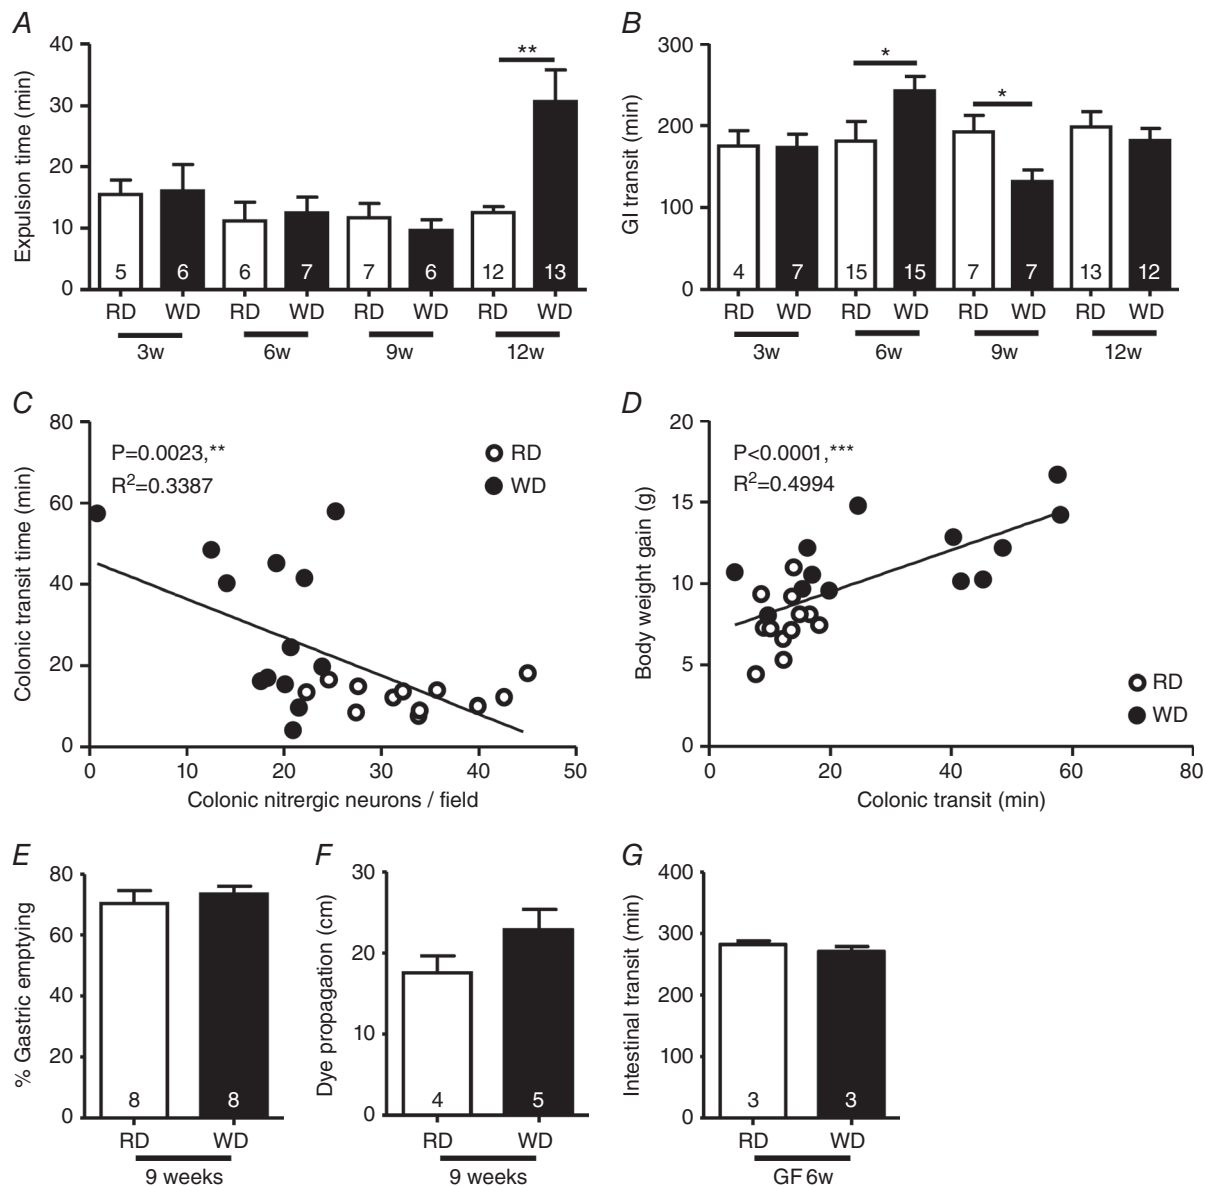 A
Expulsion time (min)
40
30
20
10
0
**
5 6 6 7 7 6 12 13
RD WD RD WD RD WD RD WD
3w 6w 9w 12w
B
GI transit (min)
300
200
100
0
* *
4 7 15 15 7 7 13 12
RD WD RD WD RD WD RD WD
3w 6w 9w 12w
C
Colonic transit time (min)
80
60
40
20
0
P=0.0023,**
R²=0.3387
RD
WD
0 10 20 30 40 50
Colonic nitrergic neurons / field
D
Body weight gain (g)
20
15
10
5
0
P<0.0001,***
R²=0.4994
RD
WD
0 20 40 60 80
Colonic transit (min)
E
% Gastric emptying
80
60
40
20
0
8 8
RD WD
9 weeks
F
Dye propagation (cm)
30
20
10
0
4 5
RD WD
9 weeks
G
Intestinal transit (min)
400
300
200
100
0
3 3
RD WD
GF 6w